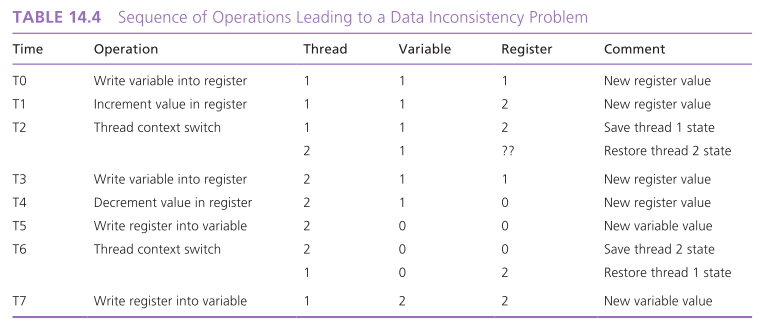 TABLE 14.4 Sequence of Operations Leading to a Data Inconsistency Problem
Time Operation Thread Variable Register Comment
T0 Write variable into register 1 1 1 New register value
T1 Increment value in register 1 1 2 New register value
T2 Thread context switch 1 1 2 Save thread 1 state
2 1 ?? Restore thread 2 state
T3 Write variable into register 2 1 1 New register value
T4 Decrement value in register 2 1 0 New register value
T5 Write register into variable 2 0 0 New variable value
T6 Thread context switch 2 0 0 Save thread 2 state
1 0 2 Restore thread 1 state
T7 Write register into variable 1 2 2 New variable value